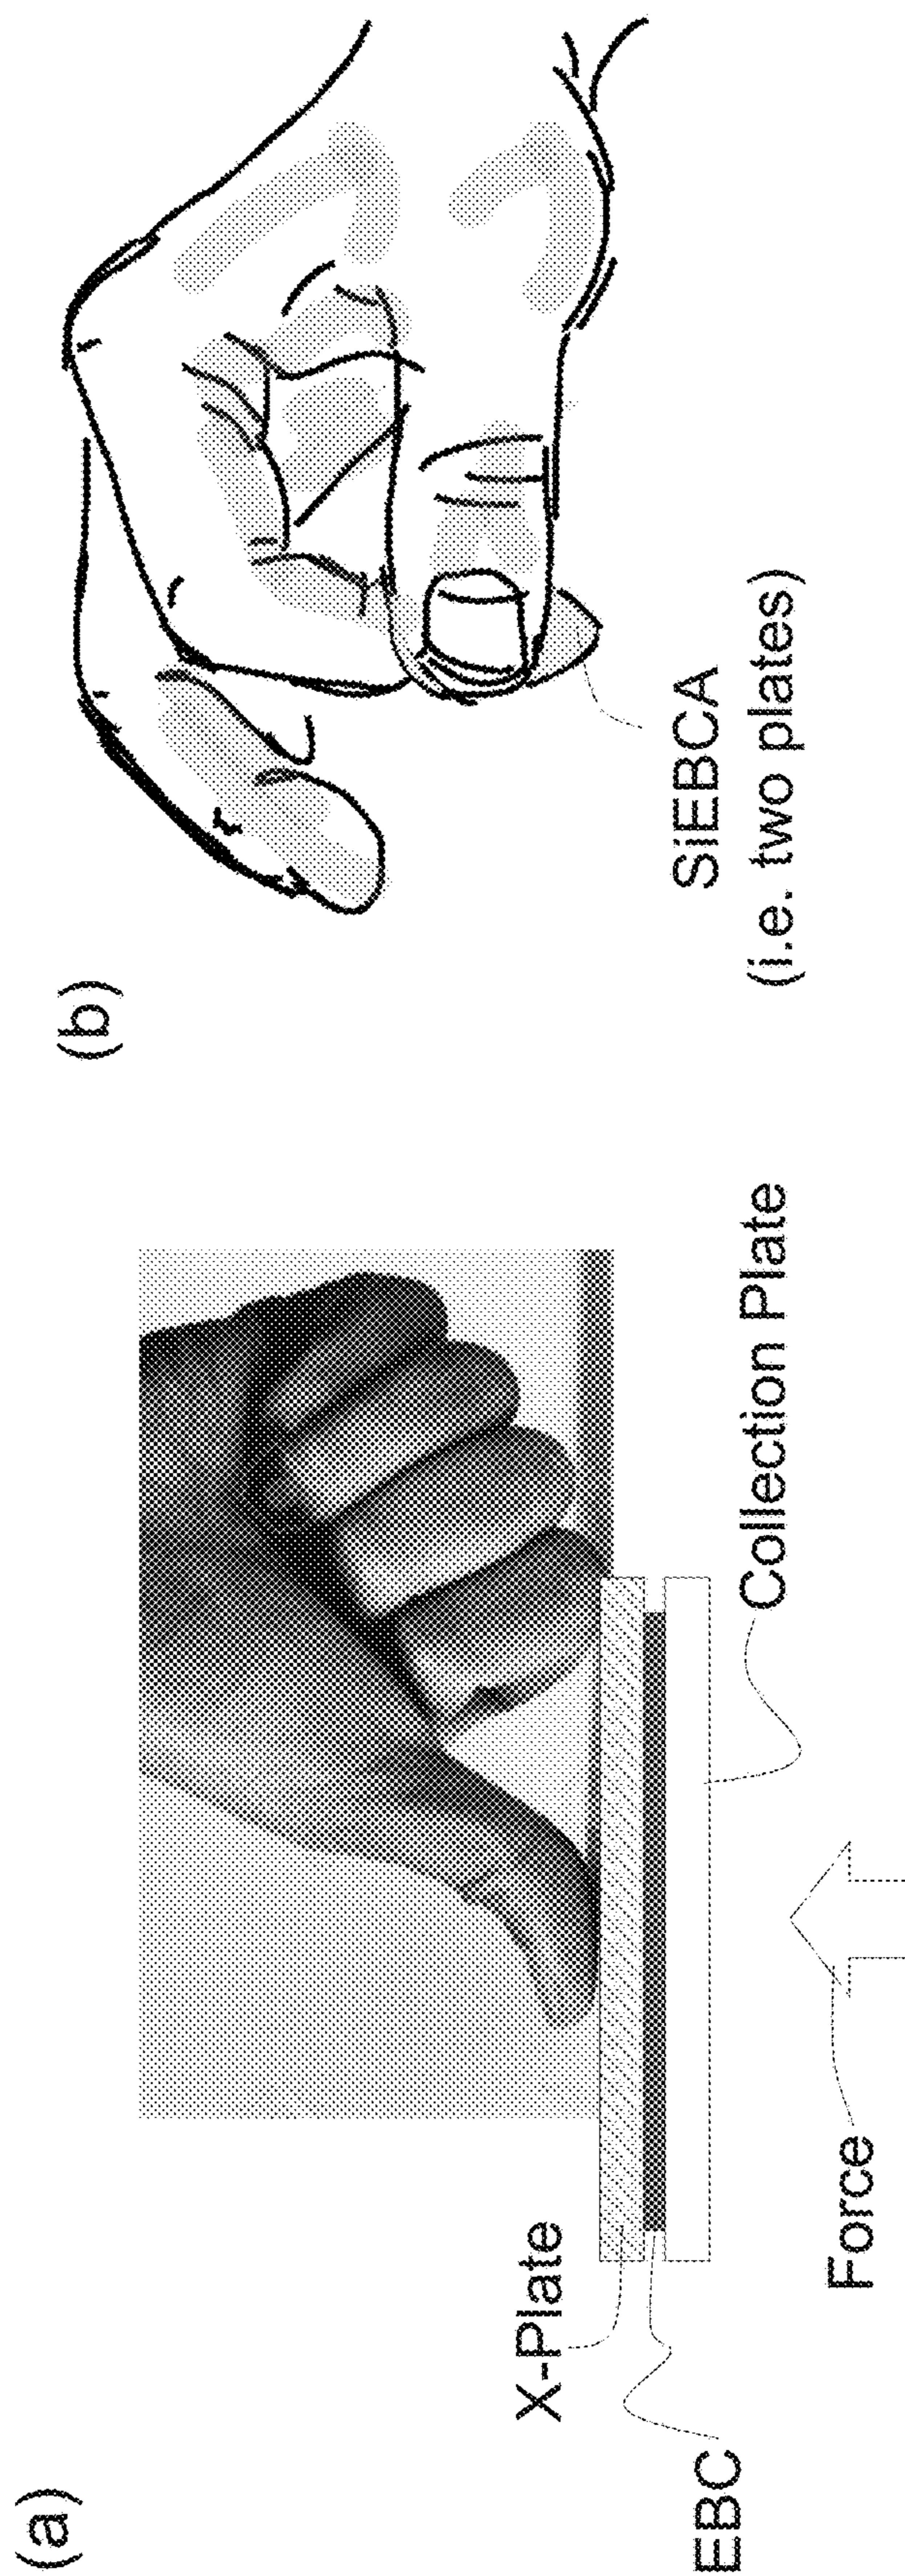 (a)
X-Plate
EBC
Force
Collection Plate
(b)
SiEBCA
(i.e. two plates)